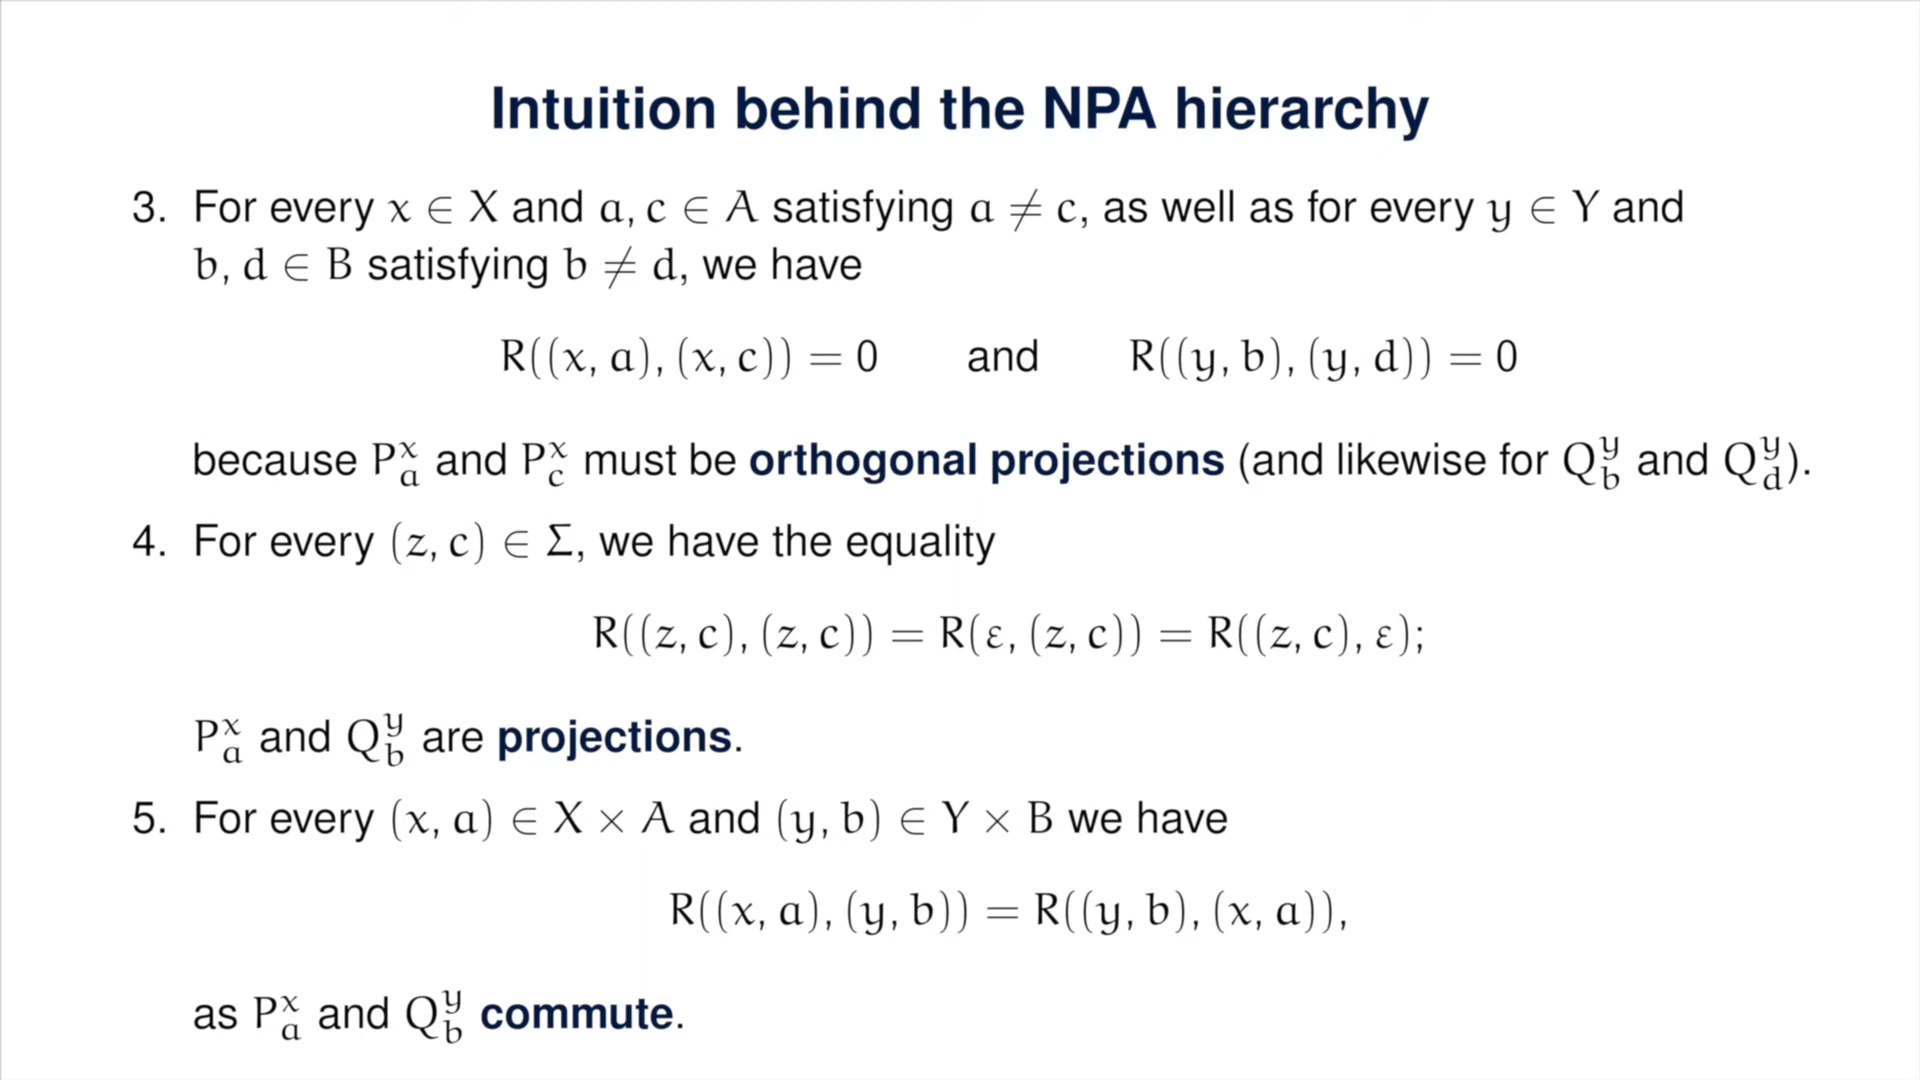 Intuition behind the NPA hierarchy
3. For every x ∈ X and a, c ∈ A satisfying a ≠ c, as well as for every y ∈ Y and
b, d ∈ B satisfying b ≠ d, we have
R((x, a), (x, c)) = 0 and R((y, b), (y, d)) = 0
because P^x_a and P^x_c must be orthogonal projections (and likewise for Q^y_b and Q^y_d).
4. For every (z, c) ∈ Σ, we have the equality
R((z, c), (z, c)) = R(ε, (z, c)) = R((z, c), ε);
P^x_a and Q^y_b are projections.
5. For every (x, a) ∈ X × A and (y, b) ∈ Y × B we have
R((x, a), (y, b)) = R((y, b), (x, a)),
as P^x_a and Q^y_b commute.